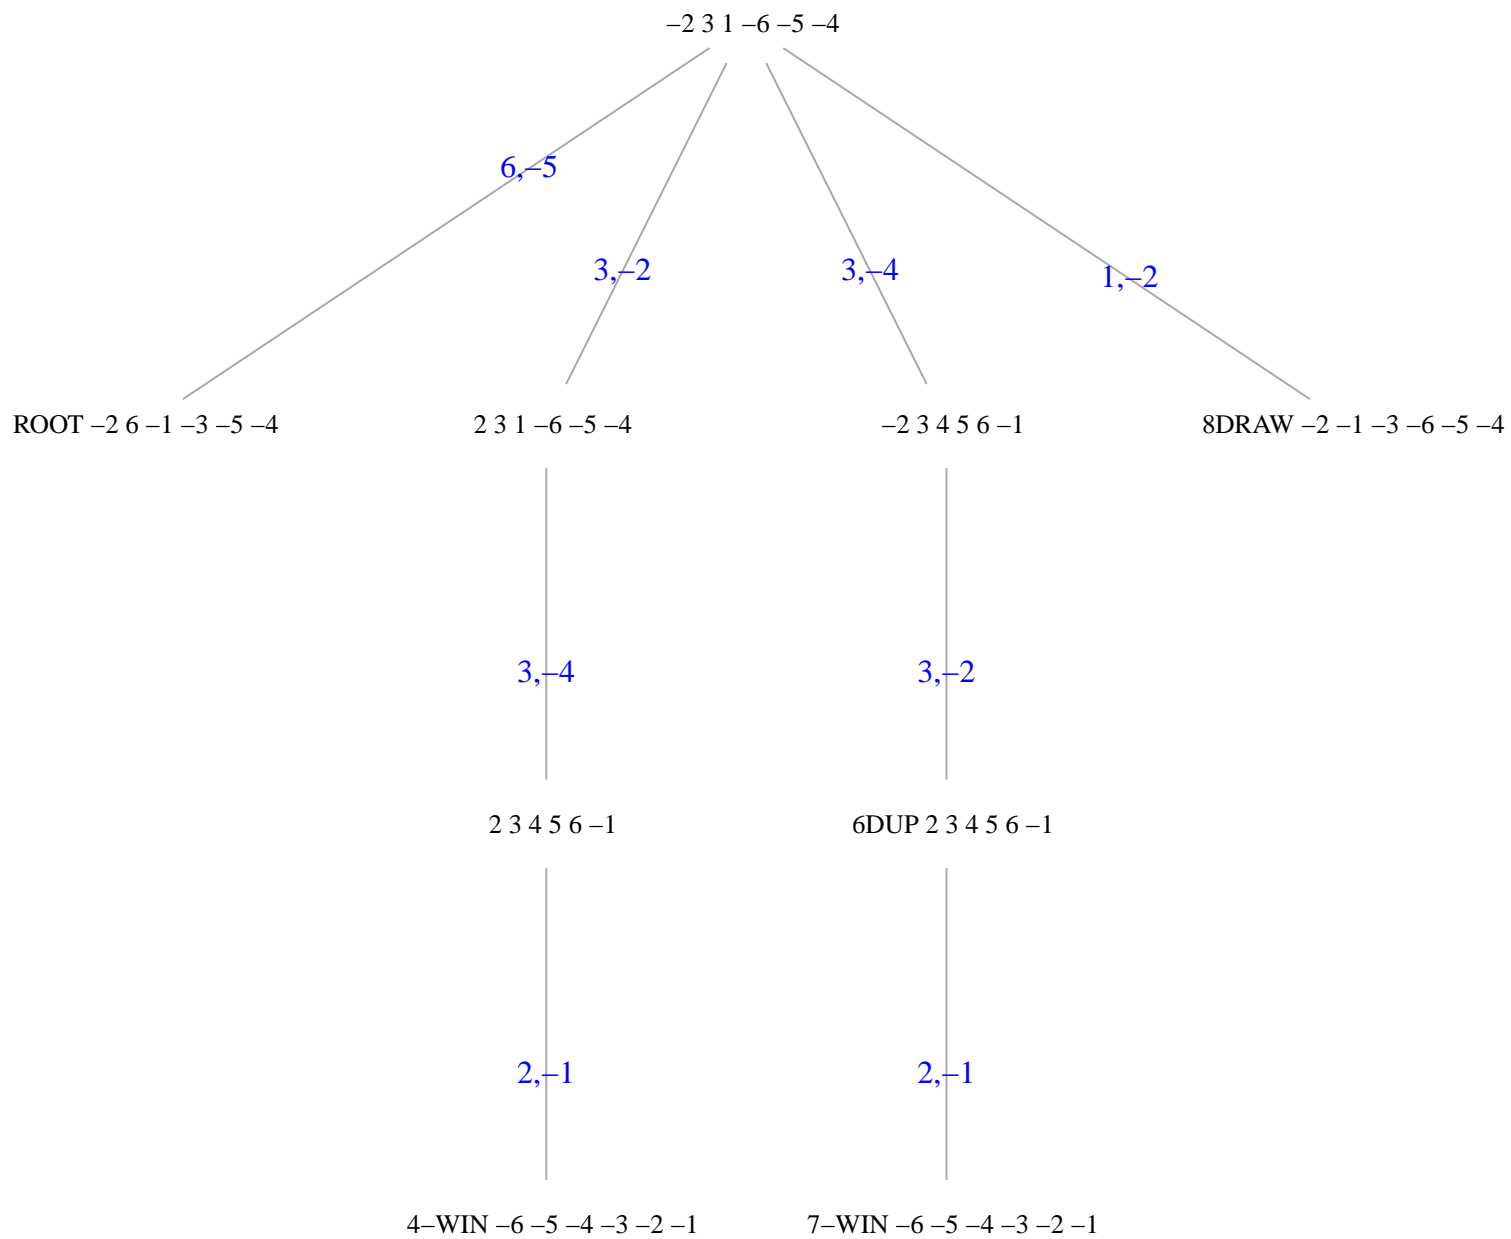 –2 3 1 –6 –5 –4
6,–5
3,–2
3,–4
1,–2
ROOT –2 6 –1 –3 –5 –4
2 3 1 –6 –5 –4
–2 3 4 5 6 –1
8DRAW –2 –1 –3 –6 –5 –4
3,–4
3,–2
2 3 4 5 6 –1
6DUP 2 3 4 5 6 –1
2,–1
2,–1
4–WIN –6 –5 –4 –3 –2 –1
7–WIN –6 –5 –4 –3 –2 –1